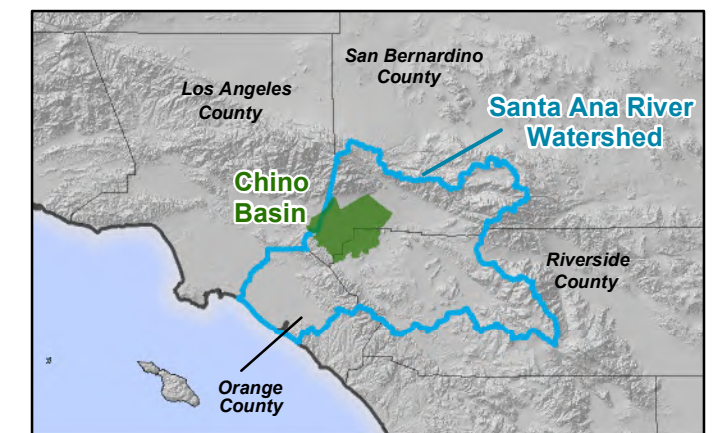 San Bernardino
County
Los Angeles
County
Santa Ana River
Watershed
Chino
Basin
Riverside
County
Orange
County